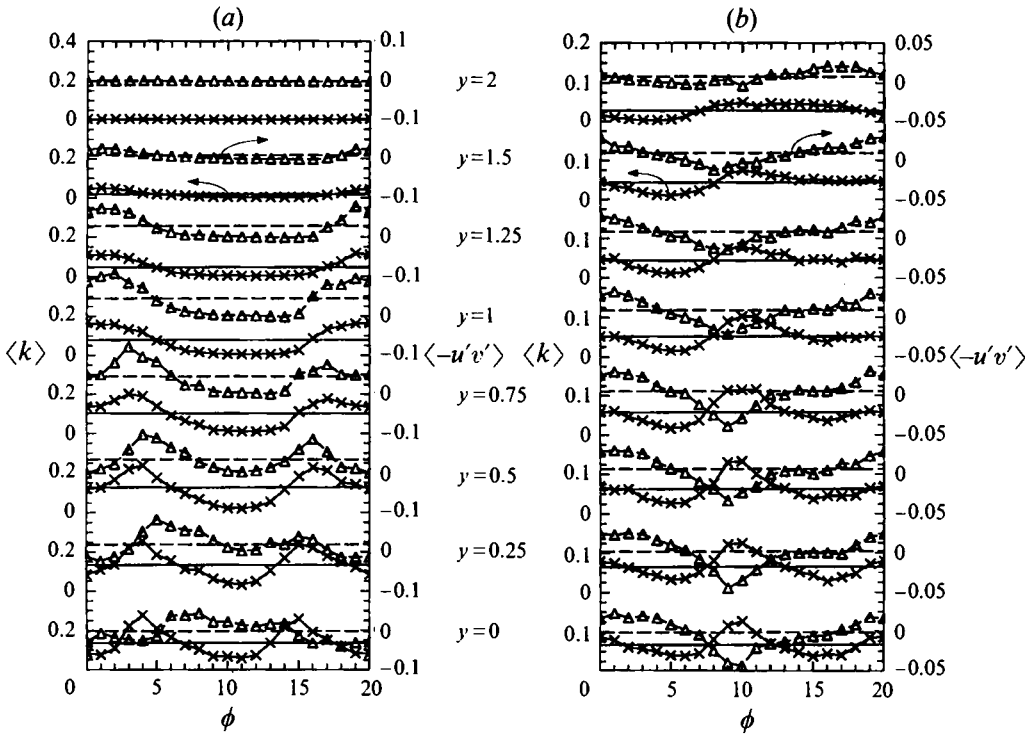 (a) (b)
0.4 0.1 0.2 0.05
0.2 0 y = 2 0.1 0
0 −0.1 0 −0.05
0.2 0 y = 1.5 0.1 0
0 −0.1 0 −0.05
0.2 0 y = 1.25 0.1 0
0 −0.1 0 −0.05
0.2 0 y = 1 0.1 0
⟨k⟩ 0 −0.1 ⟨−u′v′⟩ ⟨k⟩ 0 −0.05 ⟨−u′v′⟩
0.2 0 y = 0.75 0.1 0
0 −0.1 0 −0.05
0.2 0 y = 0.5 0.1 0
0 −0.1 0 −0.05
0.2 0 y = 0.25 0.1 0
0 −0.1 0 −0.05
0.2 0 y = 0 0.1 0
−0.1 −0.05
0 5 10 15 20 0 5 10 15 20
ϕ ϕ